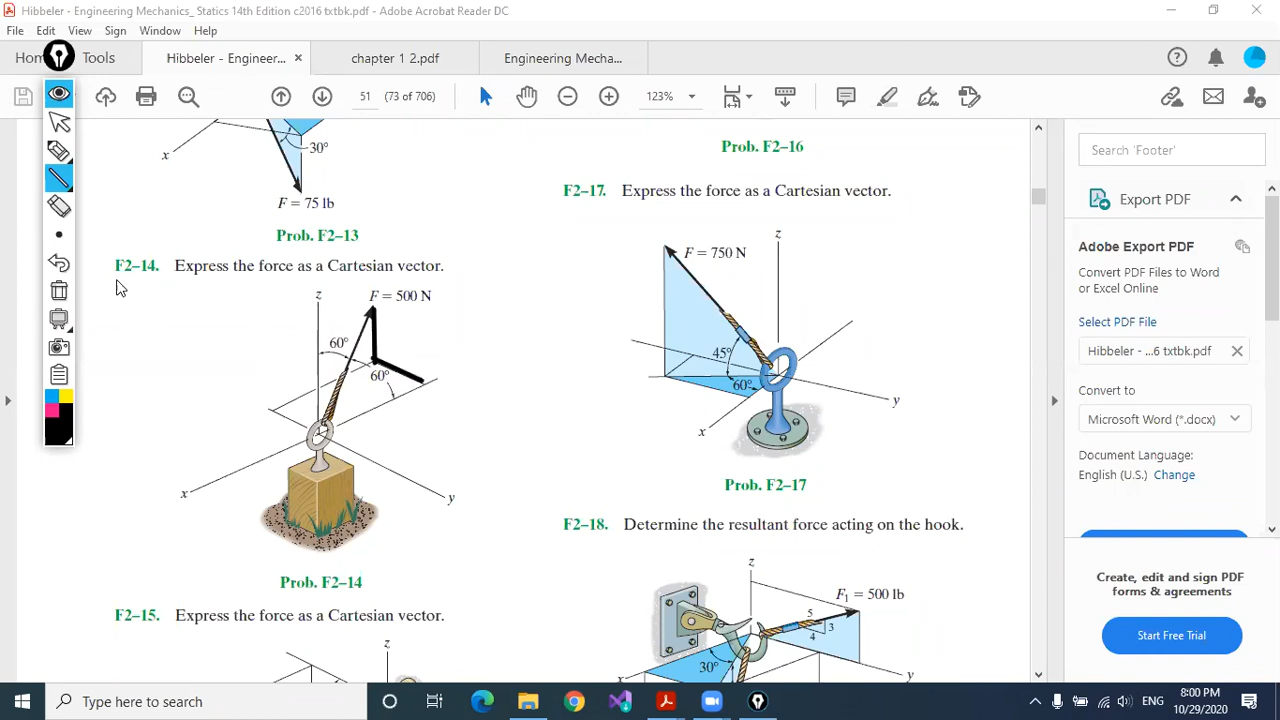 Hibbeler - Engineering Mechanics_ Statics 14th Edition c2016 txtbk.pdf - Adobe Acrobat Reader DC
File Edit View Sign Window Help
Hom Tools Hibbeler - Engineer... chapter 1 2.pdf Engineering Mecha...
51 (73 of 706) 123%
x
30°
F = 75 lb
Prob. F2–13
F2–14. Express the force as a Cartesian vector.
z
F = 500 N
60°
60°
x
y
Prob. F2–14
F2–15. Express the force as a Cartesian vector.
z
Prob. F2–16
F2–17. Express the force as a Cartesian vector.
z
F = 750 N
45°
60°
y
x
Prob. F2–17
F2–18. Determine the resultant force acting on the hook.
z
F1 = 500 lb
5
3
4
30°
y
x
Search 'Footer'
Export PDF
Adobe Export PDF
Convert PDF Files to Word
or Excel Online
Select PDF File
Hibbeler - ...6 txtbk.pdf
Convert to
Microsoft Word (*.docx)
Document Language:
English (U.S.) Change
Create, edit and sign PDF
forms & agreements
Start Free Trial
Type here to search
ENG
8:00 PM
10/29/2020